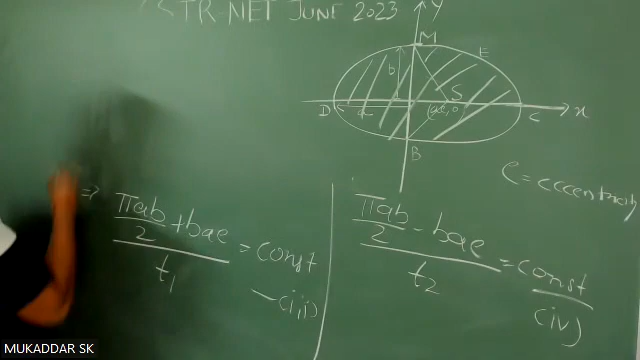 CSIR-NET JUNE 2023
y
M
E
b
S
D
a
(ae, 0)
C
x
B
e = eccentricity
⇒ (πab/2 + bae)/t₁ = const
— (iii)
(πab/2 - bae)/t₂ = const
(iv)
MUKADDAR SK